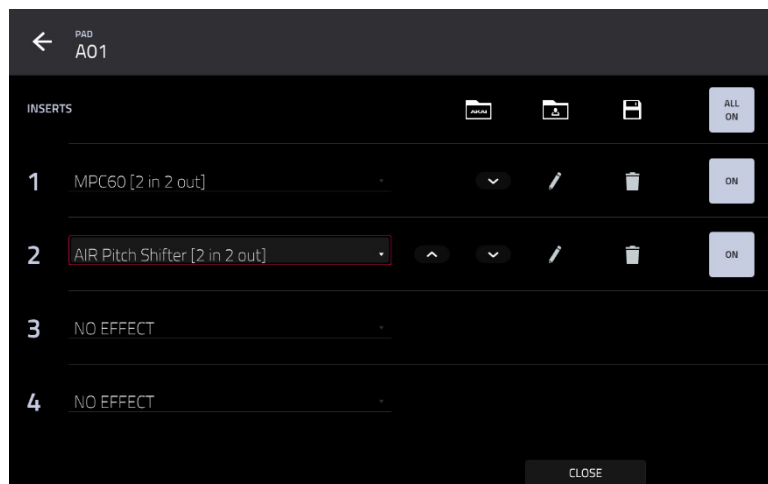 PAD
A01
INSERTS
AKAI
ALL
ON
1 MPC60 [2 in 2 out] ON
2 AIR Pitch Shifter [2 in 2 out] ON
3 NO EFFECT
4 NO EFFECT
CLOSE